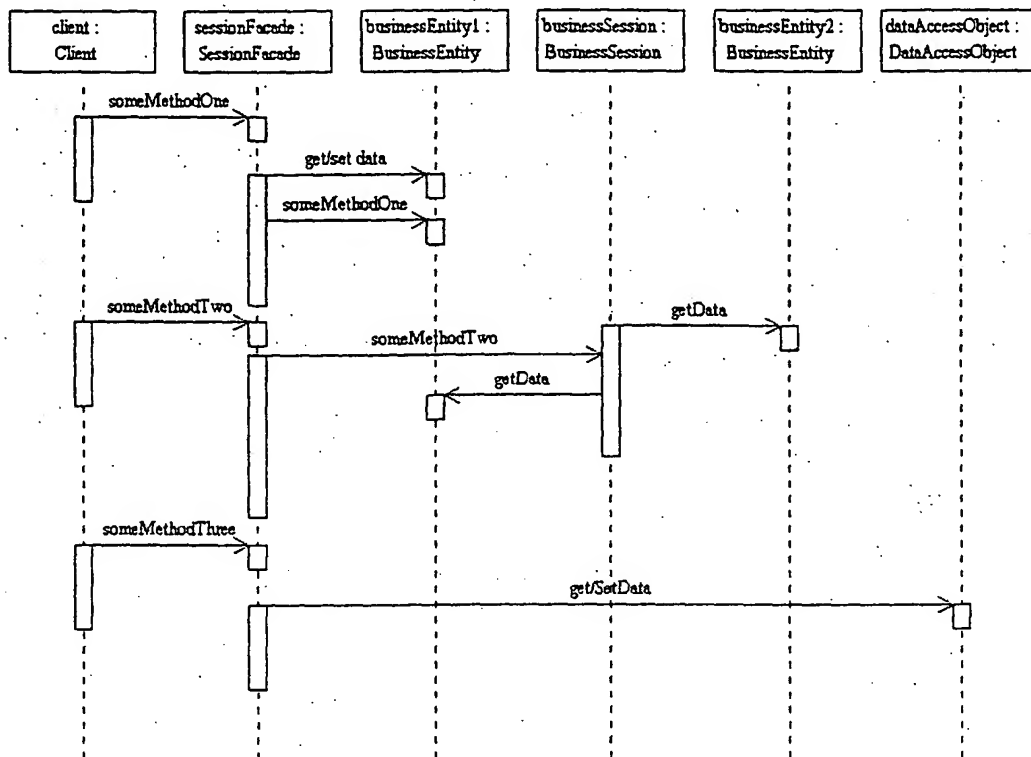 client :
Client
sessionFacade :
SessionFacade
businessEntity1 :
BusinessEntity
businessSession :
BusinessSession
businessEntity2 :
BusinessEntity
dataAccessObject :
DataAccessObject
someMethodOne
get/set data
someMethodOne
someMethodTwo
getData
someMethodTwo
getData
someMethodThree
get/SetData